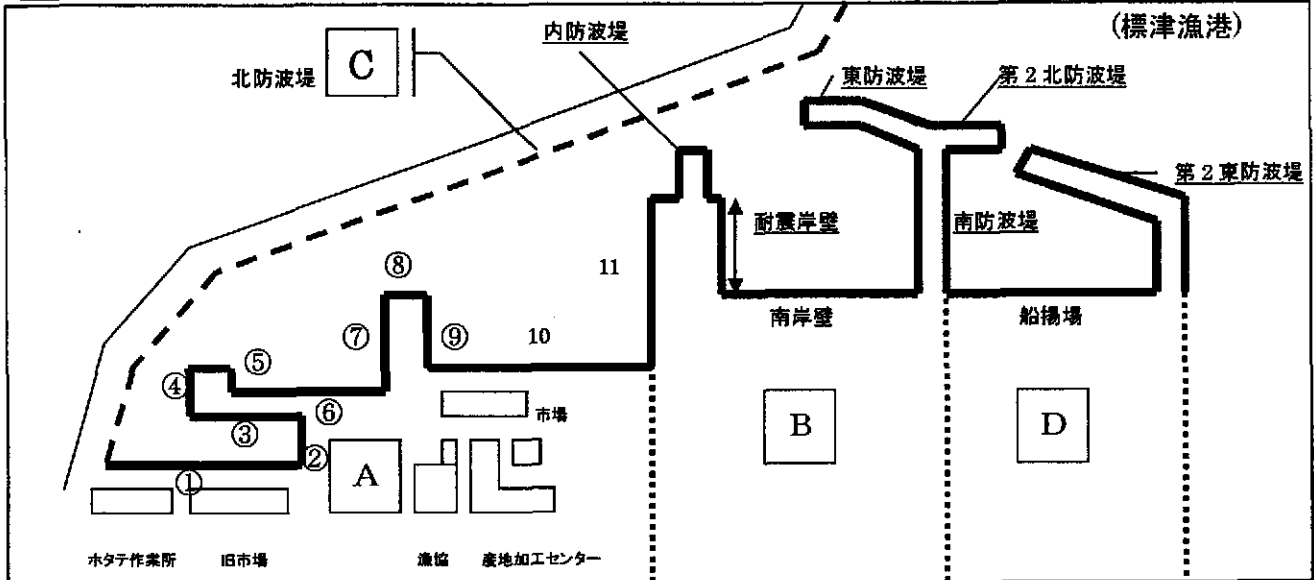 (標津漁港)
内防波堤
北防波堤
C
東防波堤
第2北防波堤
第2東防波堤
耐震岸壁
南防波堤
⑧
11
南岸壁
船揚場
⑦
⑨
10
⑤
④
⑥
市場
③
②
A
B
D
①
ホタテ作業所
旧市場
漁協
産地加工センター